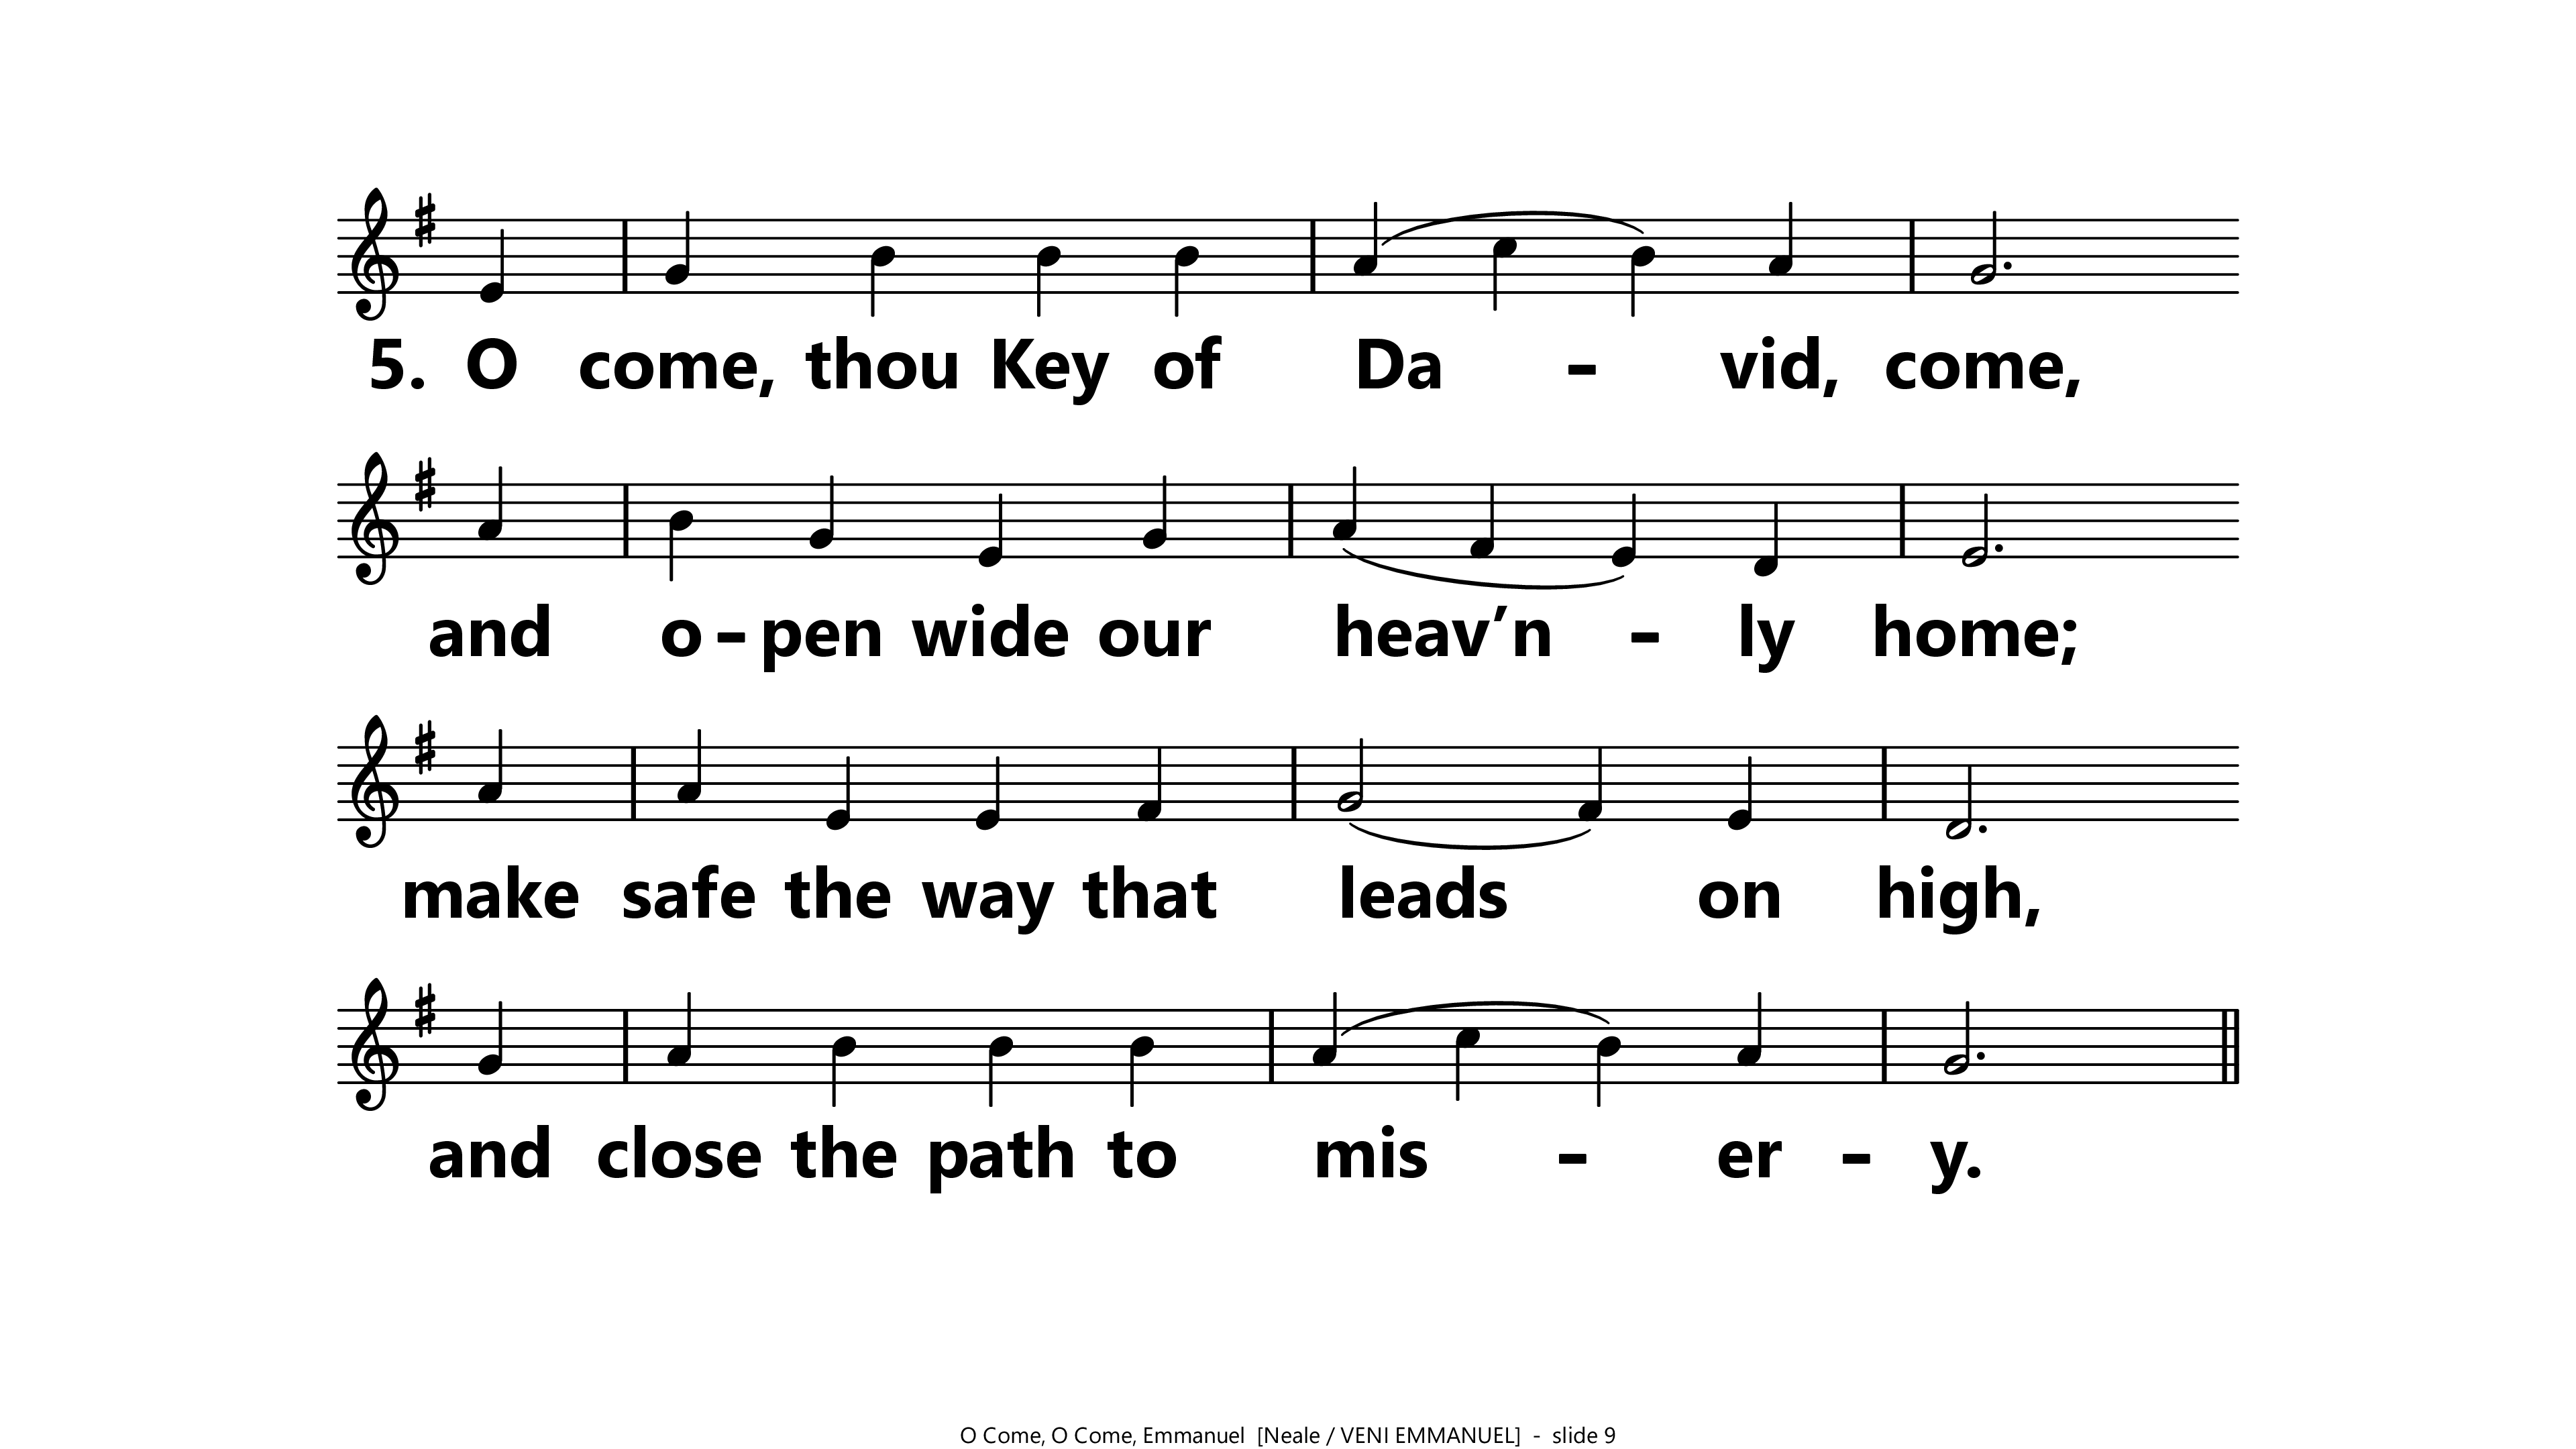 5. O come, thou Key of Da - vid, come,
and o - pen wide our heav’n - ly home;
make safe the way that leads on high,
and close the path to mis - er - y.
O Come, O Come, Emmanuel [Neale / VENI EMMANUEL] - slide 9